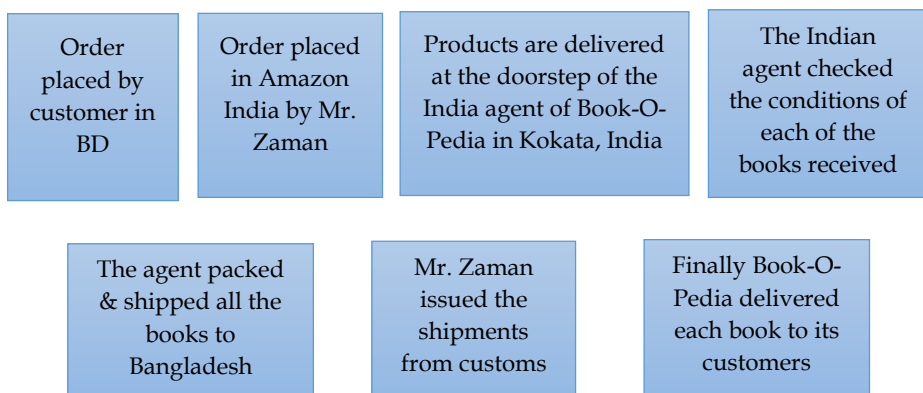 Order
placed by
customer in
BD
Order placed
in Amazon
India by Mr.
Zaman
Products are delivered
at the doorstep of the
India agent of Book-O-
Pedia in Kokata, India
The Indian
agent checked
the conditions of
each of the
books received
The agent packed
& shipped all the
books to
Bangladesh
Mr. Zaman
issued the
shipments
from customs
Finally Book-O-
Pedia delivered
each book to its
customers